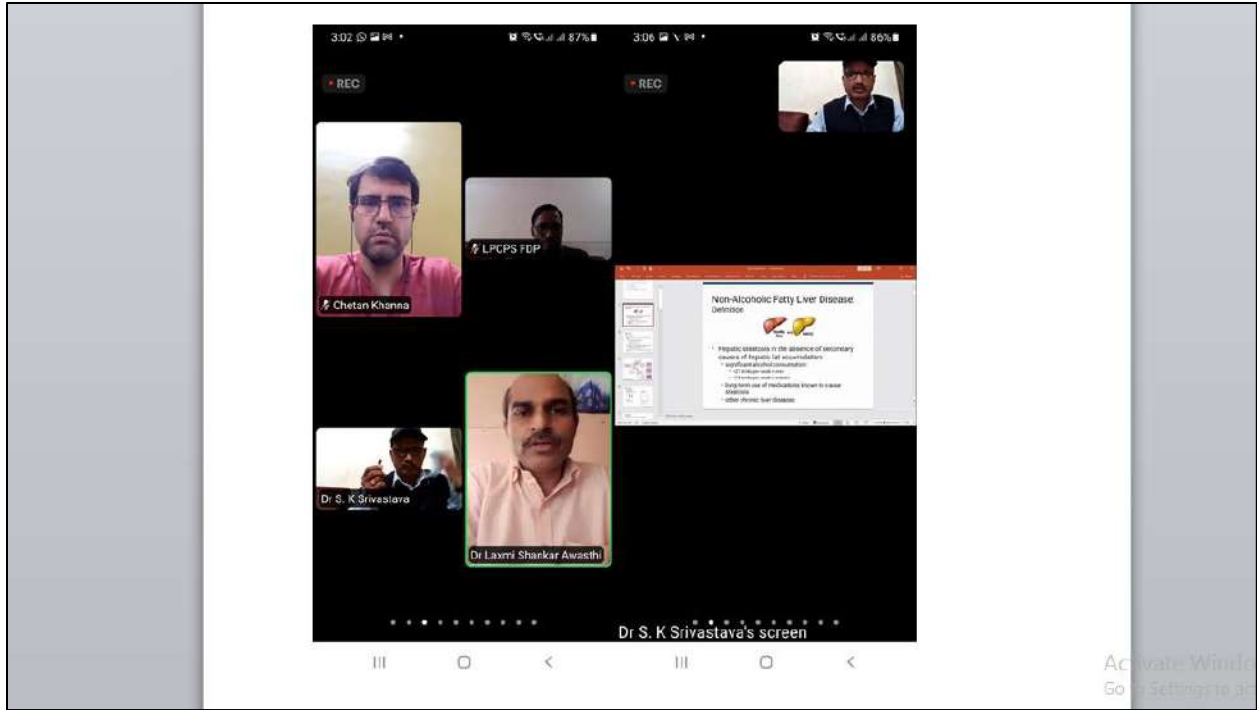 3:02
87%
REC
Chetan Khanna
LPCPS FDP
Dr S. K Srivastava
Dr Laxmi Shankar Awasthi
3:06
86%
REC
Non-Alcoholic Fatty Liver Disease
Definition
Hepatic steatosis in the absence of secondary
causes of hepatic fat accumulation
significant alcohol consumption
long-term use of medications known to cause
steatosis
other chronic liver diseases
Dr S. K Srivastava's screen
Activate Windo
Go to Settings to ac